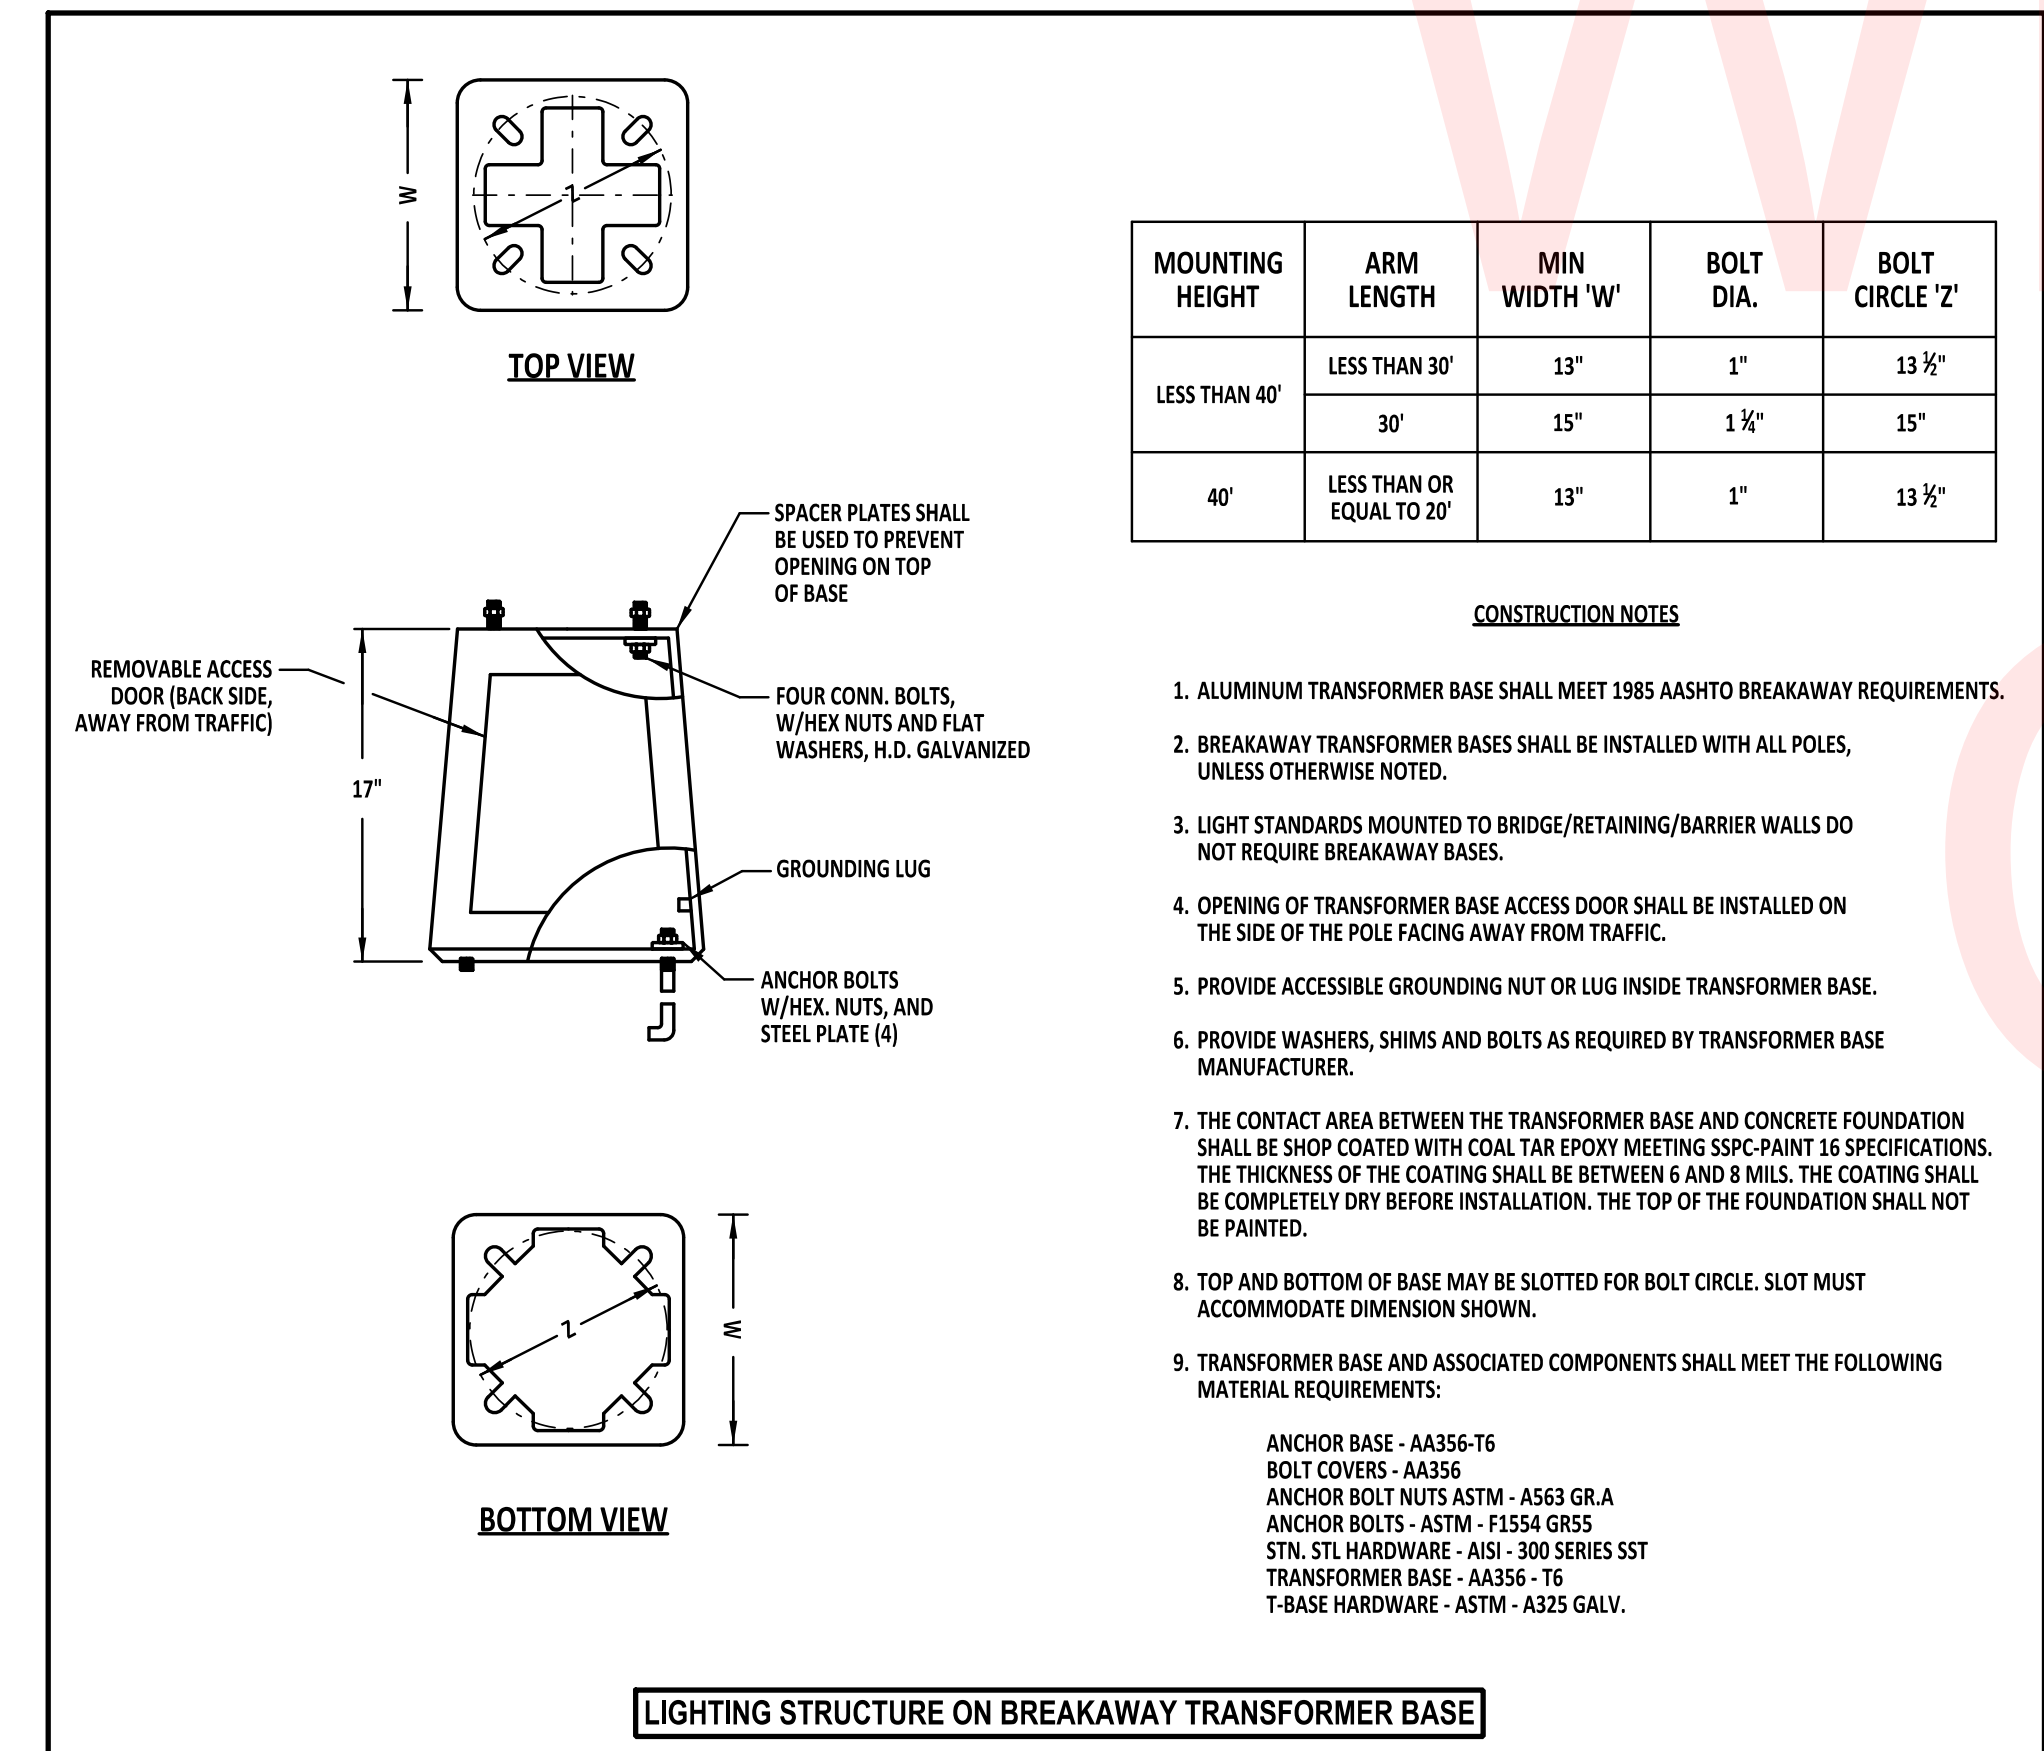 W
Z
TOP VIEW
MOUNTING HEIGHT
ARM LENGTH
MIN WIDTH 'W'
BOLT DIA.
BOLT CIRCLE 'Z'
LESS THAN 40'
LESS THAN 30'
13"
1"
13 ½"
30'
15"
1 ¼"
15"
40'
LESS THAN OR
EQUAL TO 20'
13"
1"
13 ½"
SPACER PLATES SHALL
BE USED TO PREVENT
OPENING ON TOP
OF BASE
REMOVABLE ACCESS
DOOR (BACK SIDE,
AWAY FROM TRAFFIC)
FOUR CONN. BOLTS,
W/HEX NUTS AND FLAT
WASHERS, H.D. GALVANIZED
17"
GROUNDING LUG
ANCHOR BOLTS
W/HEX. NUTS, AND
STEEL PLATE (4)
Z
W
BOTTOM VIEW
CONSTRUCTION NOTES
1. ALUMINUM TRANSFORMER BASE SHALL MEET 1985 AASHTO BREAKAWAY REQUIREMENTS.
2. BREAKAWAY TRANSFORMER BASES SHALL BE INSTALLED WITH ALL POLES,
UNLESS OTHERWISE NOTED.
3. LIGHT STANDARDS MOUNTED TO BRIDGE/RETAINING/BARRIER WALLS DO
NOT REQUIRE BREAKAWAY BASES.
4. OPENING OF TRANSFORMER BASE ACCESS DOOR SHALL BE INSTALLED ON
THE SIDE OF THE POLE FACING AWAY FROM TRAFFIC.
5. PROVIDE ACCESSIBLE GROUNDING NUT OR LUG INSIDE TRANSFORMER BASE.
6. PROVIDE WASHERS, SHIMS AND BOLTS AS REQUIRED BY TRANSFORMER BASE
MANUFACTURER.
7. THE CONTACT AREA BETWEEN THE TRANSFORMER BASE AND CONCRETE FOUNDATION
SHALL BE SHOP COATED WITH COAL TAR EPOXY MEETING SSPC-PAINT 16 SPECIFICATIONS.
THE THICKNESS OF THE COATING SHALL BE BETWEEN 6 AND 8 MILS. THE COATING SHALL
BE COMPLETELY DRY BEFORE INSTALLATION. THE TOP OF THE FOUNDATION SHALL NOT
BE PAINTED.
8. TOP AND BOTTOM OF BASE MAY BE SLOTTED FOR BOLT CIRCLE. SLOT MUST
ACCOMMODATE DIMENSION SHOWN.
9. TRANSFORMER BASE AND ASSOCIATED COMPONENTS SHALL MEET THE FOLLOWING
MATERIAL REQUIREMENTS:
ANCHOR BASE - AA356-T6
BOLT COVERS - AA356
ANCHOR BOLT NUTS ASTM - A563 GR.A
ANCHOR BOLTS - ASTM - F1554 GR55
STN. STL HARDWARE - AISI - 300 SERIES SST
TRANSFORMER BASE - AA356 - T6
T-BASE HARDWARE - ASTM - A325 GALV.
LIGHTING STRUCTURE ON BREAKAWAY TRANSFORMER BASE